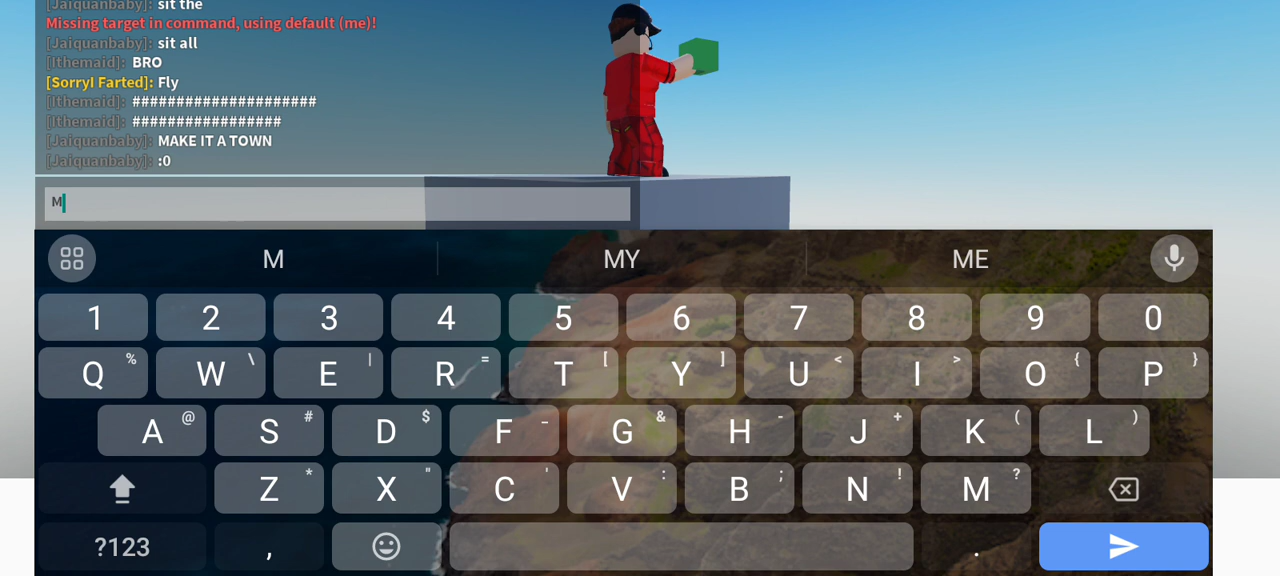 [Jaiquanbaby]: sit the
Missing target in command, using default (me)!
[Jaiquanbaby]: sit all
[Ithemaid]: BRO
[SorryI Farted]: Fly
[Ithemaid]: #####################
[Ithemaid]: #################
[Jaiquanbaby]: MAKE IT A TOWN
[Jaiquanbaby]: :0
M
M MY ME
1 2 3 4 5 6 7 8 9 0
Q % W \ E | R = T [ Y ] U < I > O { P }
A @ S # D $ F _ G & H - J + K ( L )
Z * X " C ' V : B ; N ! M ?
?123 , .